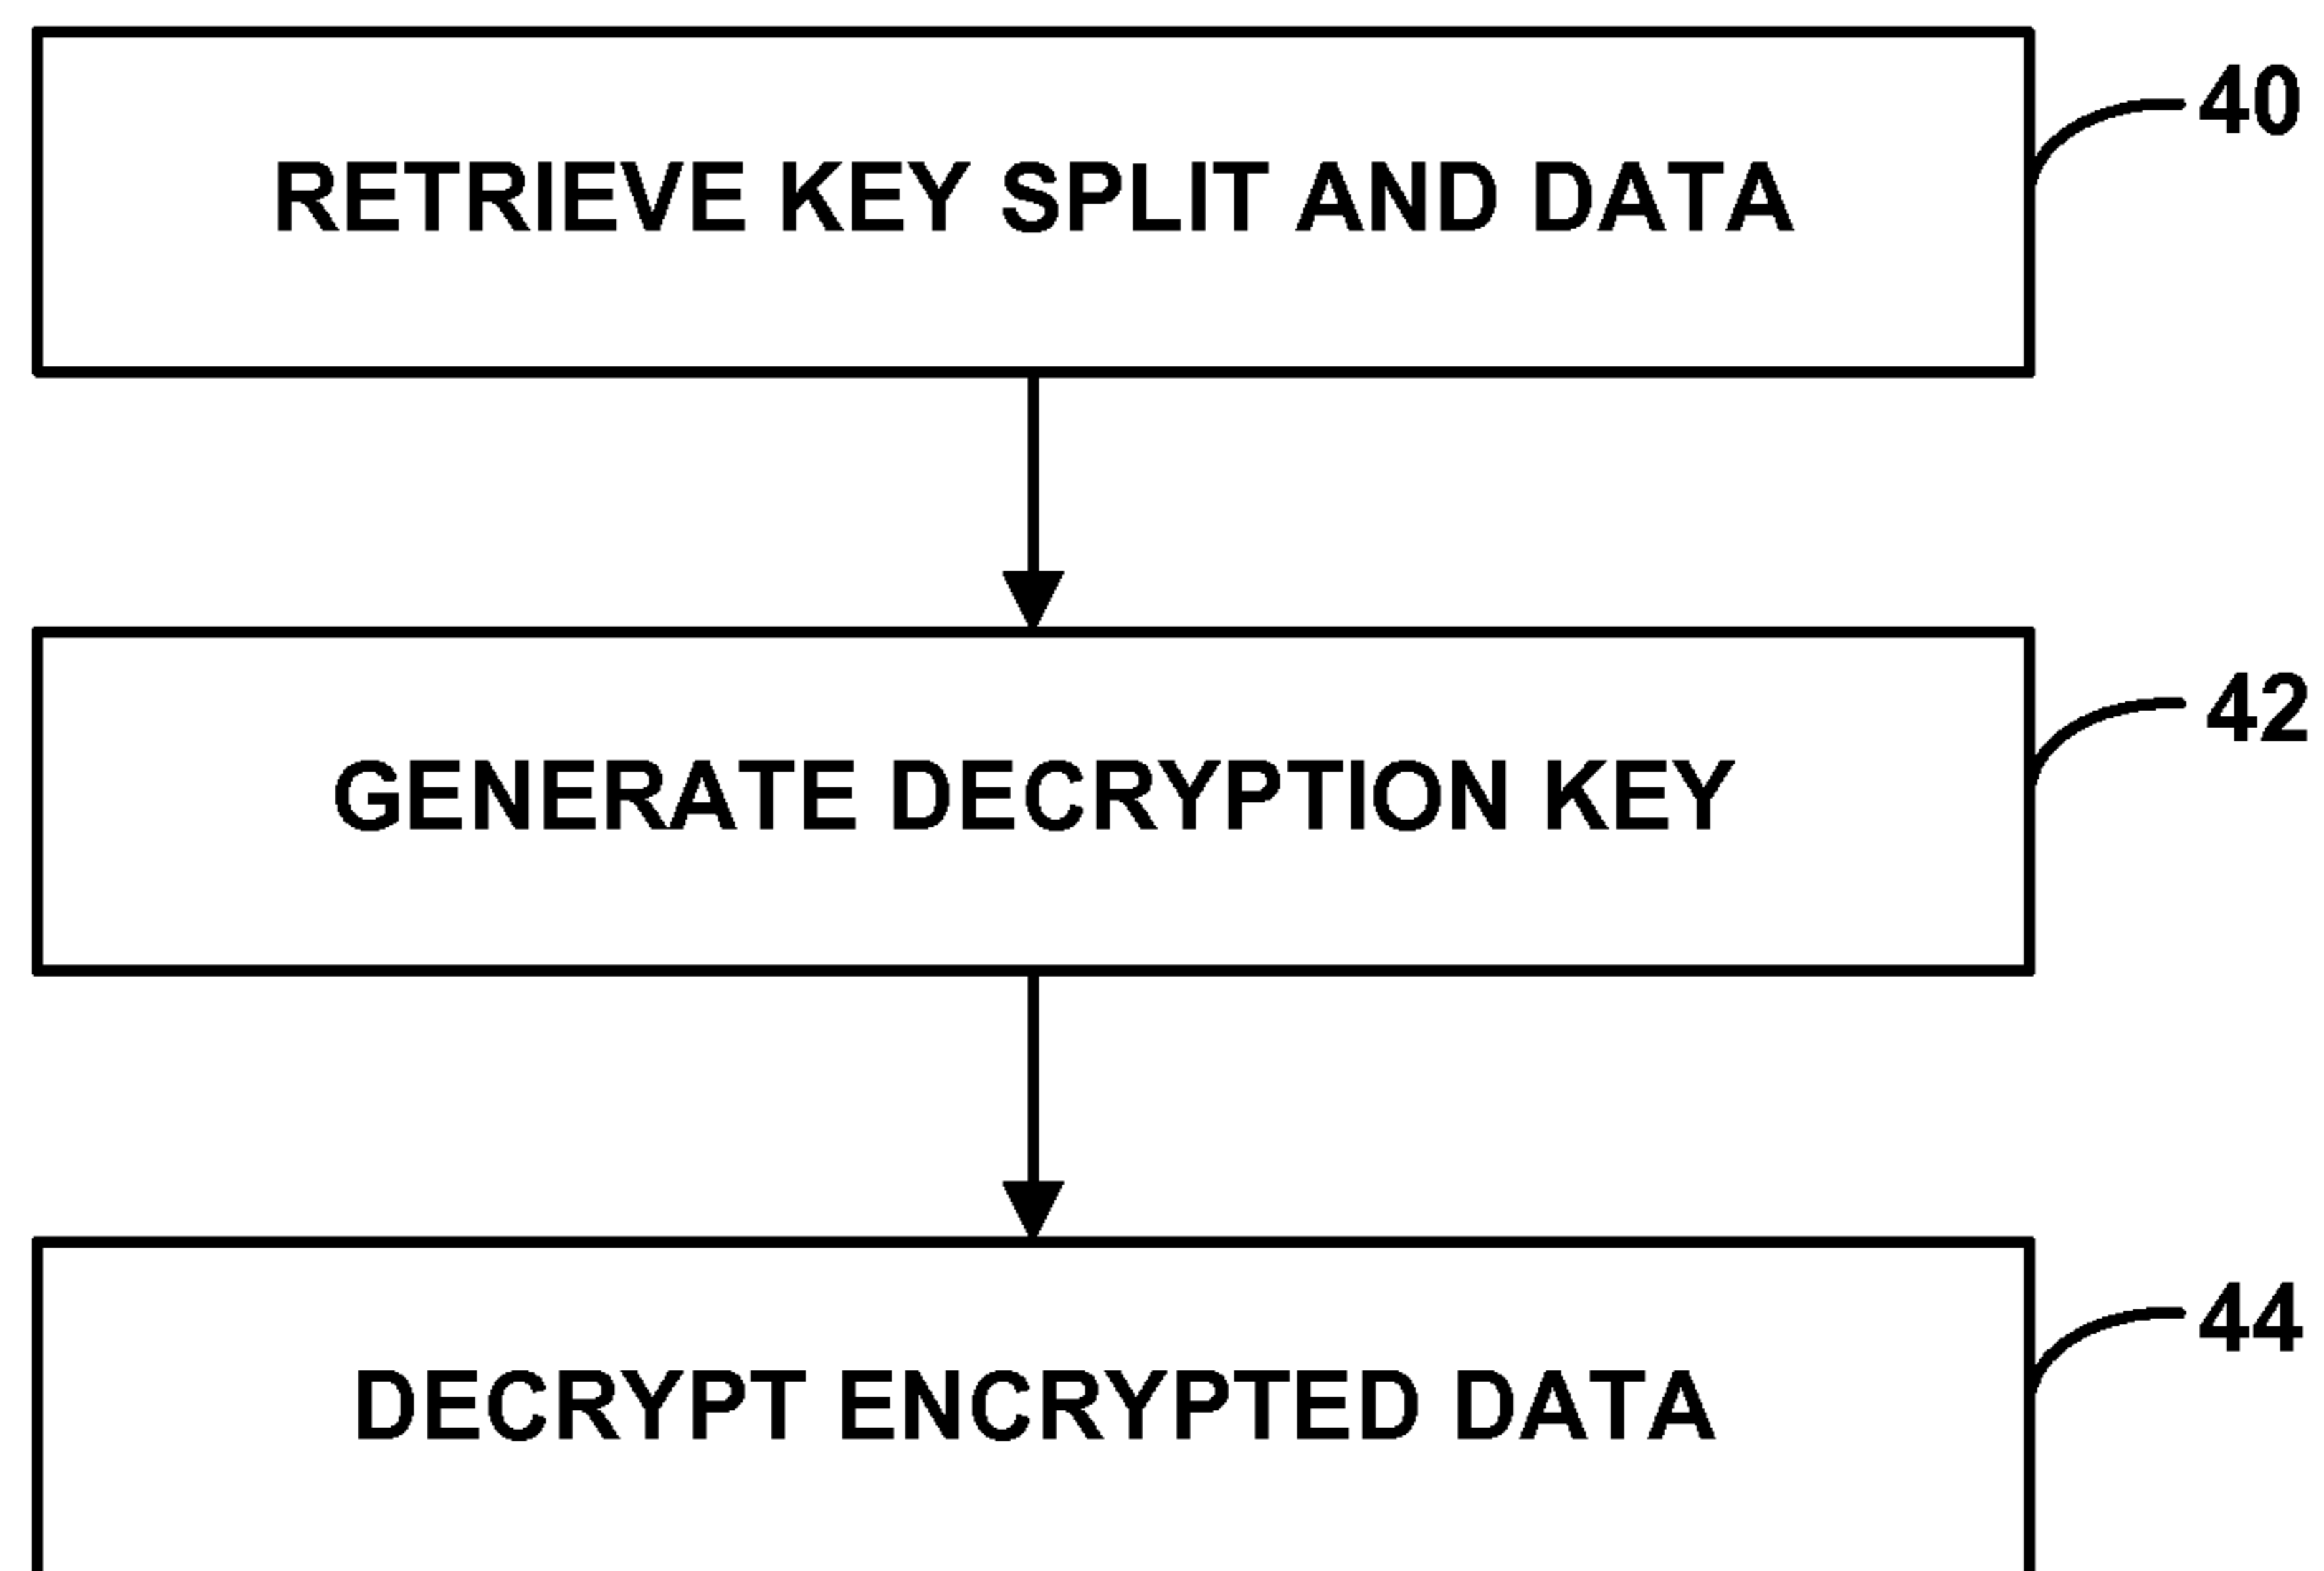 RETRIEVE KEY SPLIT AND DATA
40
GENERATE DECRYPTION KEY
42
DECRYPT ENCRYPTED DATA
44